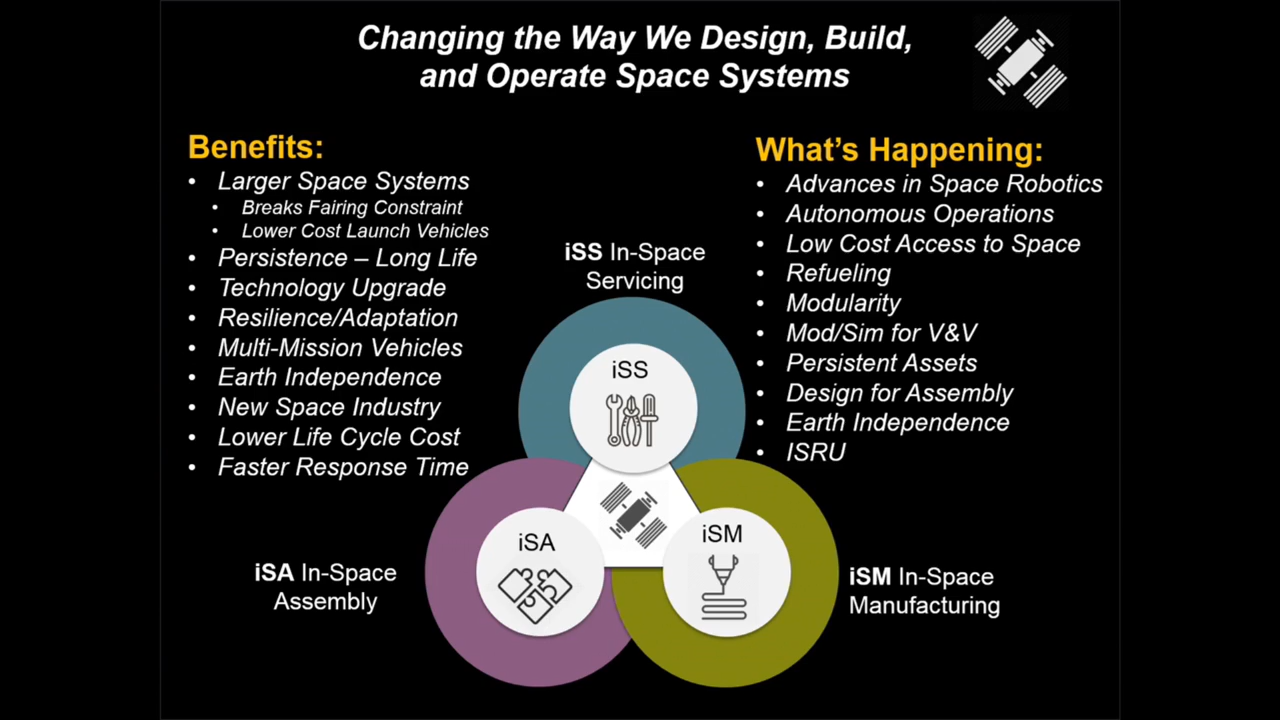 Changing the Way We Design, Build,
and Operate Space Systems
Benefits:
• Larger Space Systems
• Breaks Fairing Constraint
• Lower Cost Launch Vehicles
• Persistence – Long Life
• Technology Upgrade
• Resilience/Adaptation
• Multi-Mission Vehicles
• Earth Independence
• New Space Industry
• Lower Life Cycle Cost
• Faster Response Time
What's Happening:
• Advances in Space Robotics
• Autonomous Operations
• Low Cost Access to Space
• Refueling
• Modularity
• Mod/Sim for V&V
• Persistent Assets
• Design for Assembly
• Earth Independence
• ISRU
iSS In-Space
Servicing
iSS
iSA
iSM
iSA In-Space
Assembly
iSM In-Space
Manufacturing